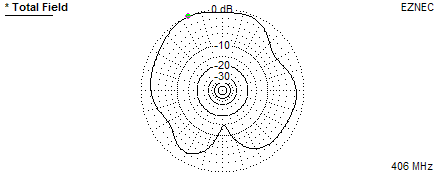 * Total Field
0 dB
EZNEC
-10
-20
-30
406 MHz